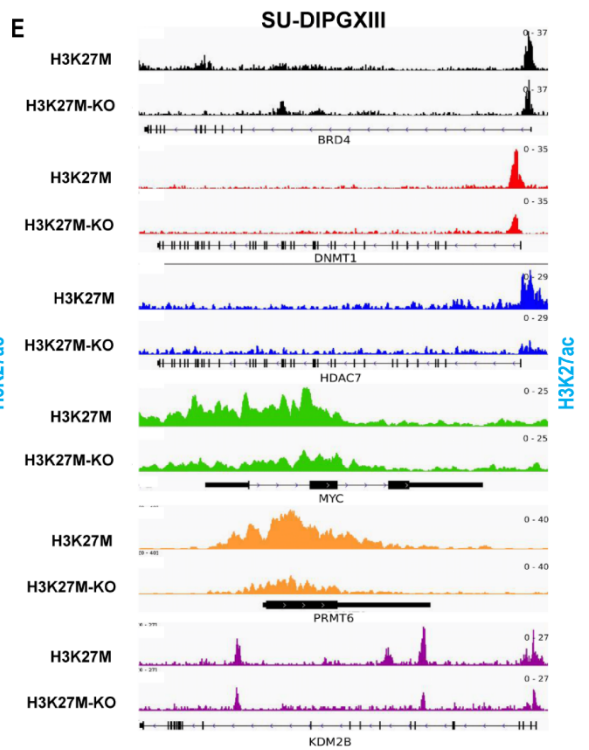 E
SU-DIPGXIII
H3K27M
0 - 37
H3K27M-KO
0 - 37
BRD4
H3K27M
0 - 35
H3K27M-KO
0 - 35
DNMT1
H3K27M
0 - 29
H3K27M-KO
0 - 29
HDAC7
H3K27ac
H3K27M
0 - 25
H3K27M-KO
0 - 25
MYC
H3K27M
0 - 40
H3K27M-KO
0 - 40
PRMT6
H3K27M
0 - 27
H3K27M-KO
0 - 27
KDM2B